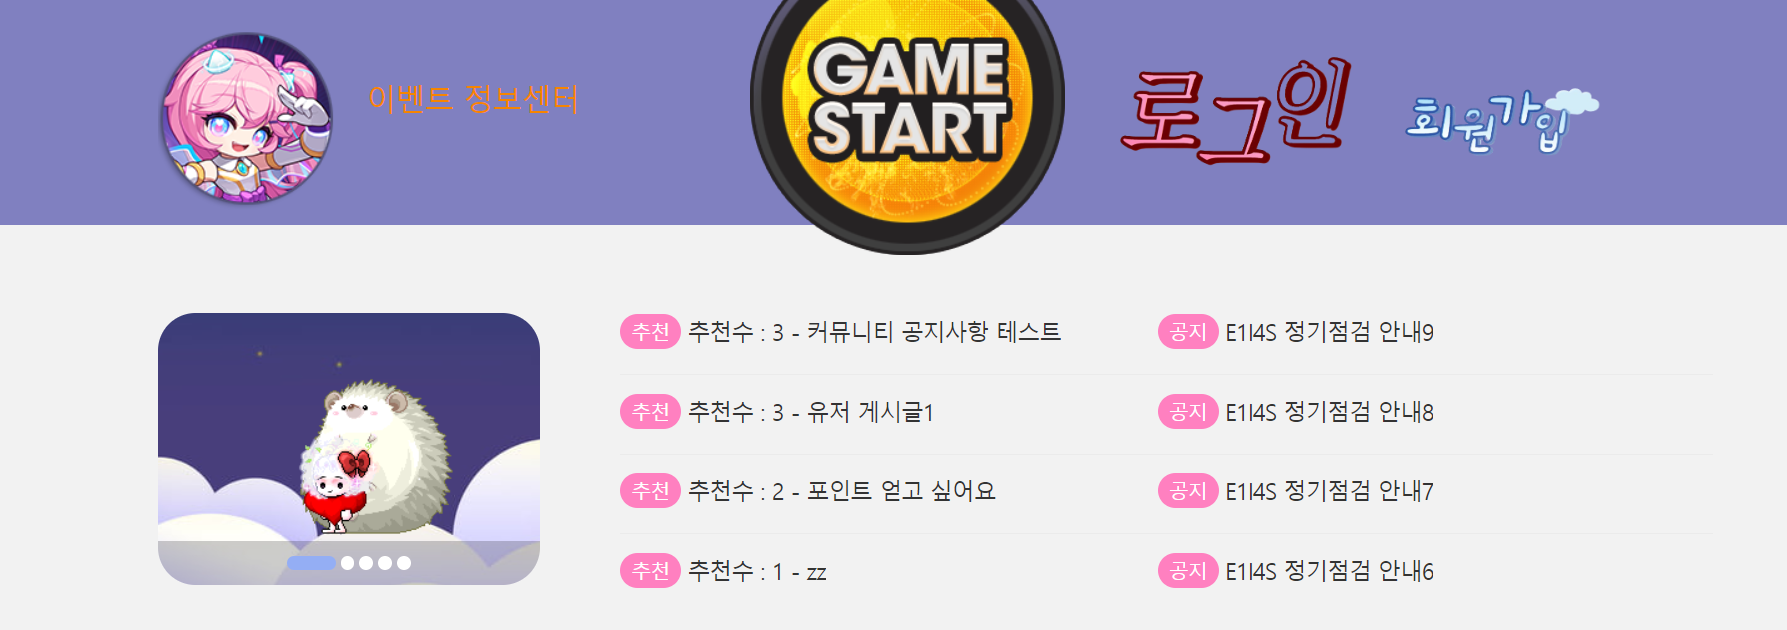 이벤트 정보센터
GAME
START
로그인
회원가입
추천 추천수 : 3 - 커뮤니티 공지사항 테스트
공지 E1I4S 정기점검 안내9
추천 추천수 : 3 - 유저 게시글1
공지 E1I4S 정기점검 안내8
추천 추천수 : 2 - 포인트 얻고 싶어요
공지 E1I4S 정기점검 안내7
추천 추천수 : 1 - zz
공지 E1I4S 정기점검 안내6